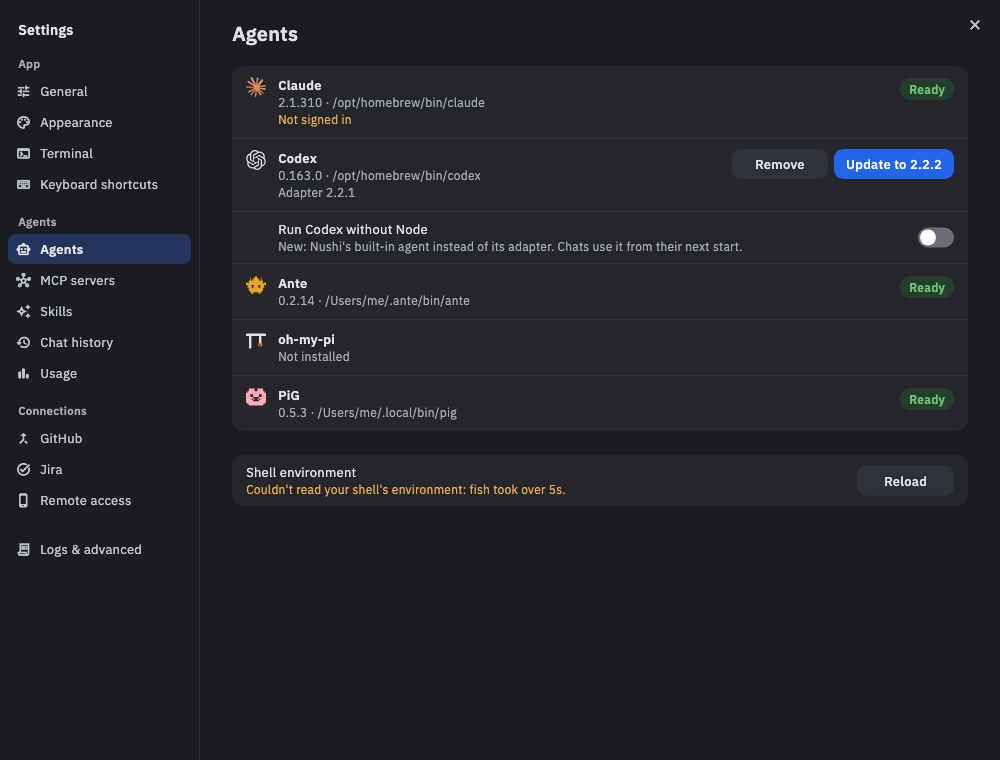 Settings
App
General
Appearance
Terminal
Keyboard shortcuts
Agents
Agents
MCP servers
Skills
Chat history
Usage
Connections
GitHub
Jira
Remote access
Logs & advanced
Agents
Claude
2.1.310 · /opt/homebrew/bin/claude
Not signed in
Ready
Codex
0.163.0 · /opt/homebrew/bin/codex
Adapter 2.2.1
Remove
Update to 2.2.2
Run Codex without Node
New: Nushi's built-in agent instead of its adapter. Chats use it from their next start.
Ante
0.2.14 · /Users/me/.ante/bin/ante
Ready
oh-my-pi
Not installed
PiG
0.5.3 · /Users/me/.local/bin/pig
Ready
Shell environment
Couldn't read your shell's environment: fish took over 5s.
Reload